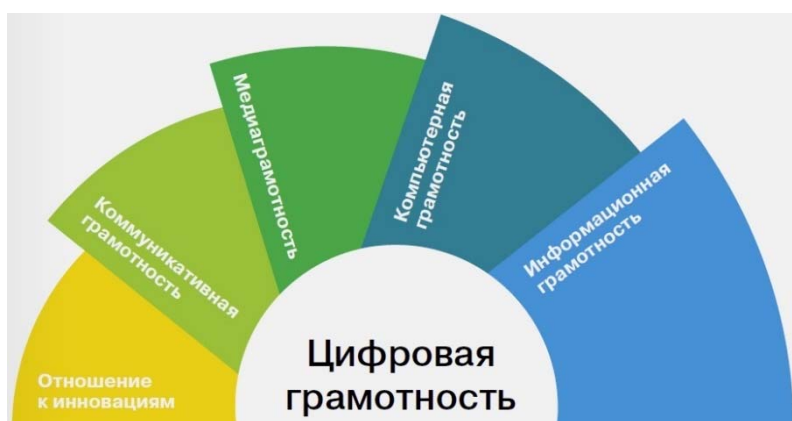 Отношение
к инновациям
Коммуникативная
грамотность
Медиаграмотность
Компьютерная
грамотность
Информационная
грамотность
Цифровая
грамотность